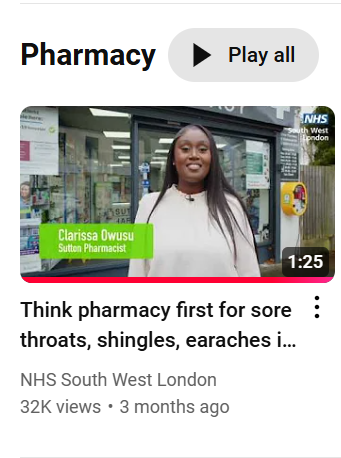 Pharmacy
Play all
NHS
South West
London
Clarissa Owusu
Sutton Pharmacist
1:25
Think pharmacy first for sore
throats, shingles, earaches i...
NHS South West London
32K views • 3 months ago